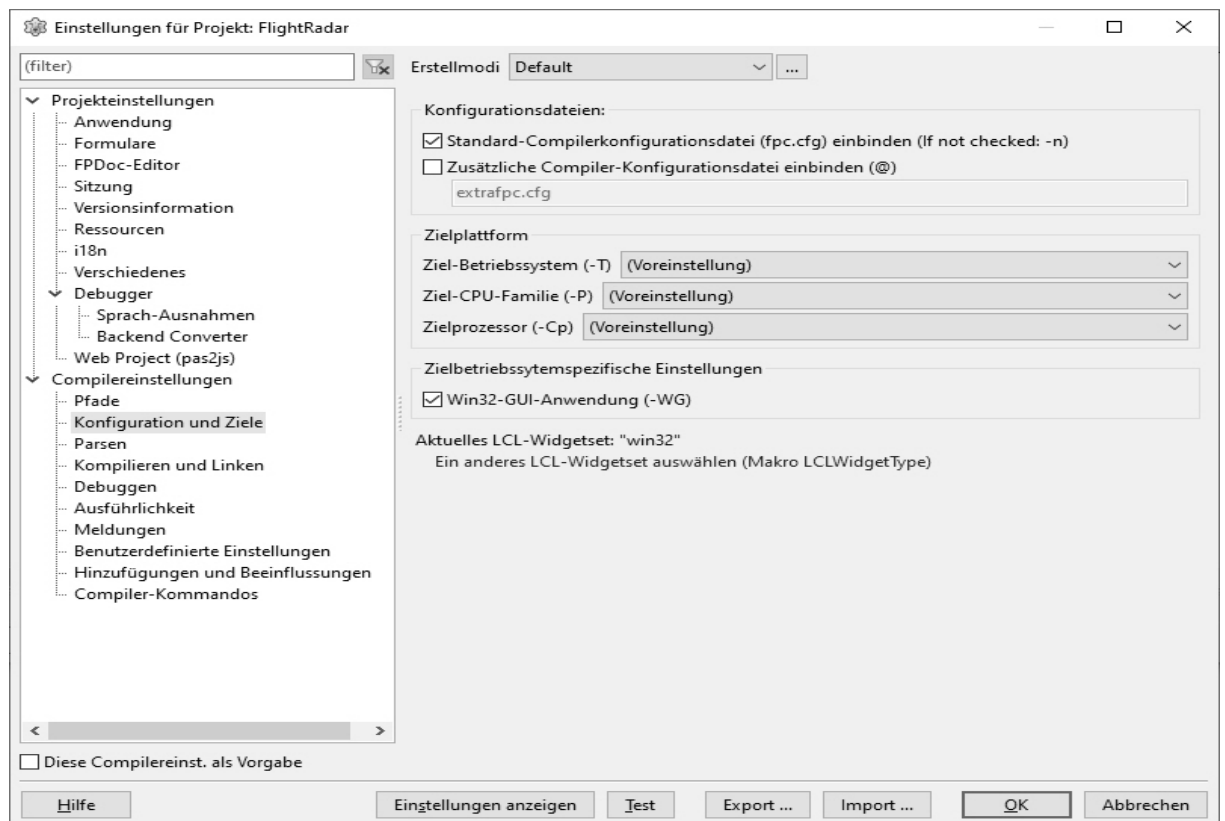 Einstellungen für Projekt: FlightRadar
(filter)
Erstellmodi Default ...
Projekteinstellungen
Anwendung
Formulare
FPDoc-Editor
Sitzung
Versionsinformation
Ressourcen
i18n
Verschiedenes
Debugger
Sprach-Ausnahmen
Backend Converter
Web Project (pas2js)
Compilereinstellungen
Pfade
Konfiguration und Ziele
Parsen
Kompilieren und Linken
Debuggen
Ausführlichkeit
Meldungen
Benutzerdefinierte Einstellungen
Hinzufügungen und Beeinflussungen
Compiler-Kommandos
Konfigurationsdateien:
Standard-Compilerkonfigurationsdatei (fpc.cfg) einbinden (If not checked: -n)
Zusätzliche Compiler-Konfigurationsdatei einbinden (@)
extrafpc.cfg
Zielplattform
Ziel-Betriebssystem (-T) (Voreinstellung)
Ziel-CPU-Familie (-P) (Voreinstellung)
Zielprozessor (-Cp) (Voreinstellung)
Zielbetriebssytemspezifische Einstellungen
Win32-GUI-Anwendung (-WG)
Aktuelles LCL-Widgetset: "win32"
Ein anderes LCL-Widgetset auswählen (Makro LCLWidgetType)
Diese Compilereinst. als Vorgabe
Hilfe
Einstellungen anzeigen
Test
Export ...
Import ...
OK
Abbrechen